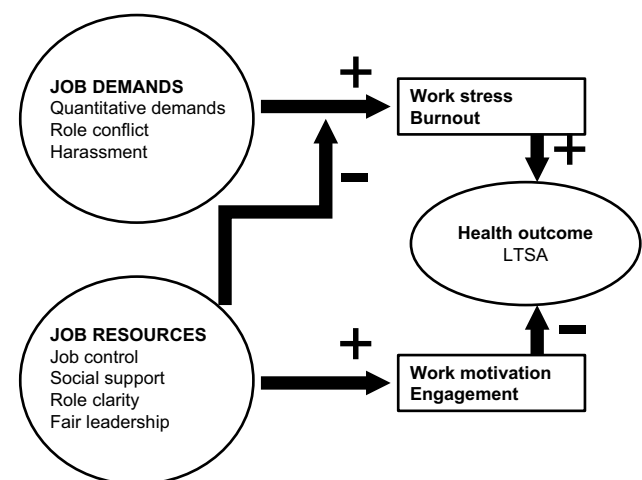 JOB DEMANDS
Quantitative demands
Role conflict
Harassment
+
Work stress
Burnout
+
−
Health outcome
LTSA
JOB RESOURCES
Job control
Social support
Role clarity
Fair leadership
+
Work motivation
Engagement
−